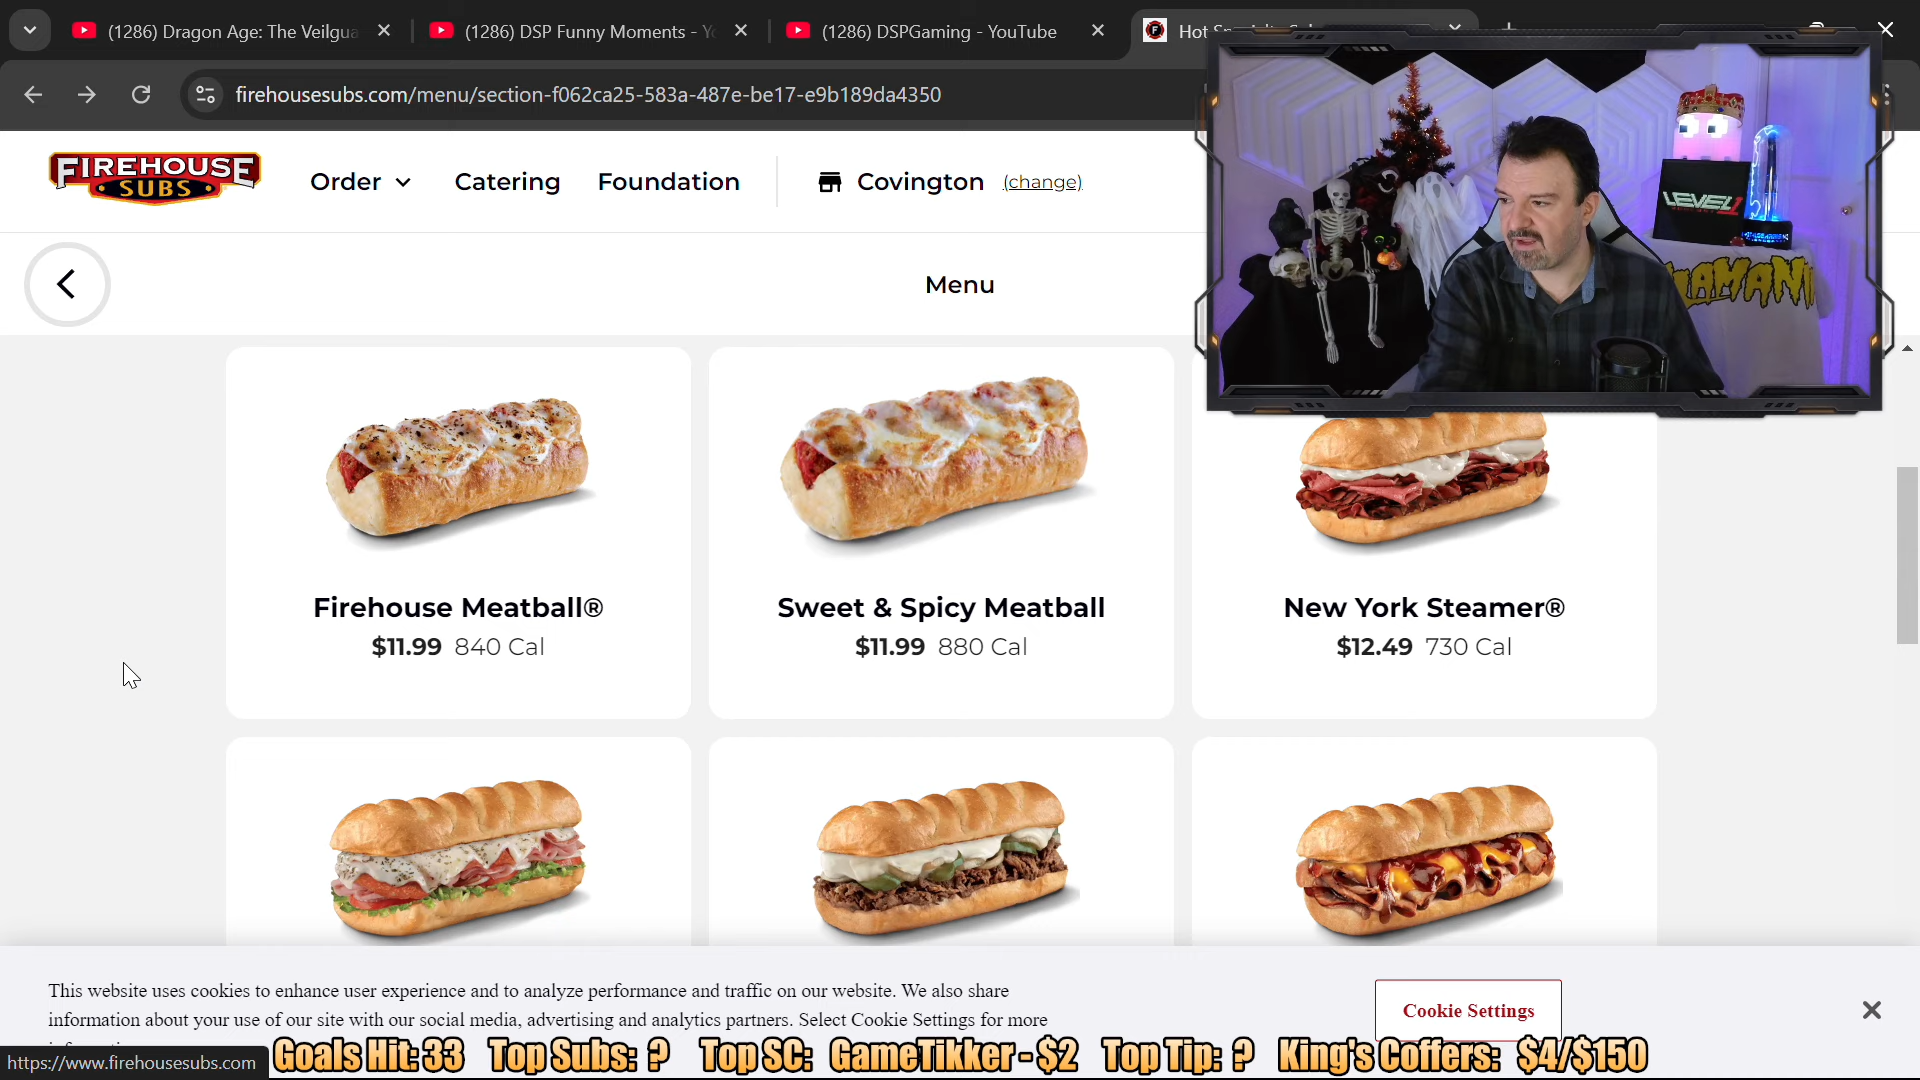 (1286) Dragon Age: The Veilgua
(1286) DSP Funny Moments - Yo
(1286) DSPGaming - YouTube
firehousesubs.com/menu/section-f062ca25-583a-487e-be17-e9b189da4350
FIREHOUSE
SUBS
Order
Catering
Foundation
Covington (change)
LEVEL1
Menu
Firehouse Meatball®
$11.99 840 Cal
Sweet & Spicy Meatball
$11.99 880 Cal
New York Steamer®
$12.49 730 Cal
This website uses cookies to enhance user experience and to analyze performance and traffic on our website. We also share
information about your use of our site with our social media, advertising and analytics partners. Select Cookie Settings for more
Cookie Settings
https://www.firehousesubs.com
Goals Hit: 33 Top Subs: ? Top SC: GameTikker - $2 Top Tip: ? King's Coffers: $4/$150